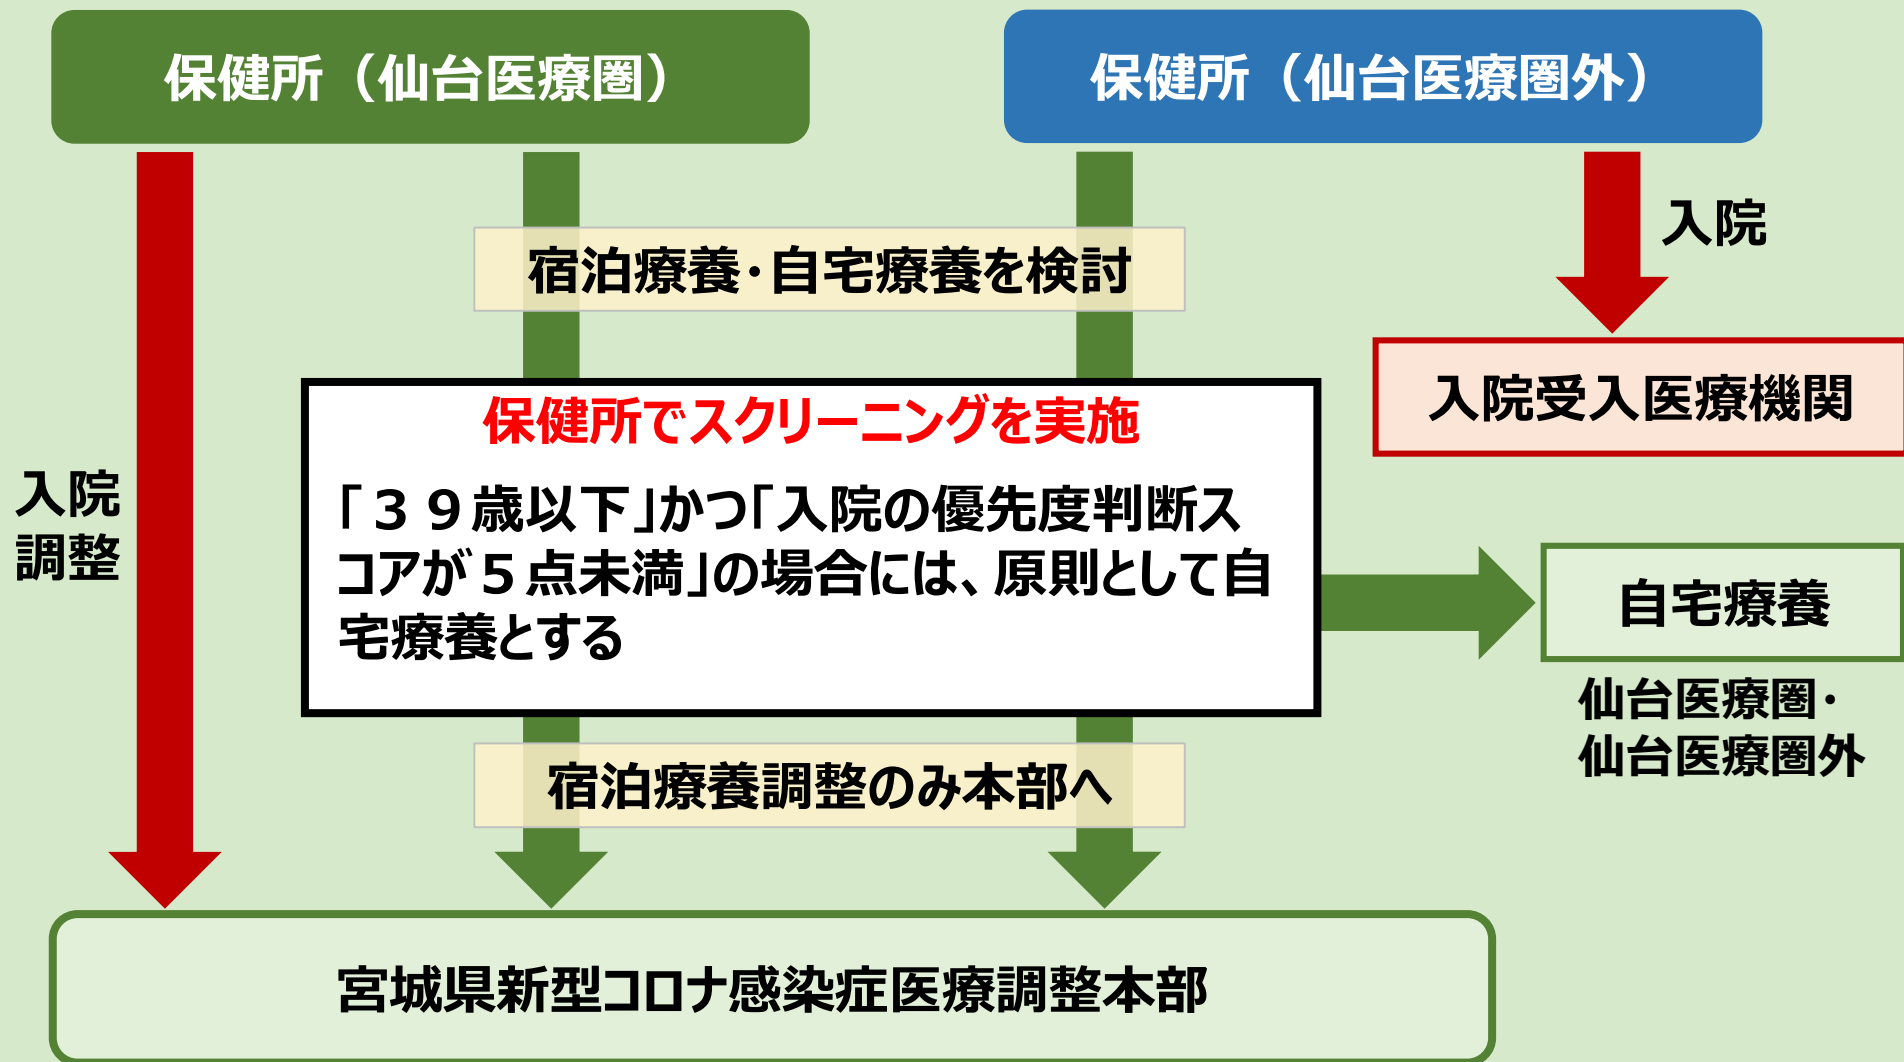 保健所（仙台医療圏）
保健所（仙台医療圏外）
入院
宿泊療養・自宅療養を検討
入院受入医療機関
保健所でスクリーニングを実施
「３９歳以下」かつ「入院の優先度判断ス
コアが５点未満」の場合には、原則として自
宅療養とする
入院
調整
自宅療養
仙台医療圏・
仙台医療圏外
宿泊療養調整のみ本部へ
宮城県新型コロナ感染症医療調整本部